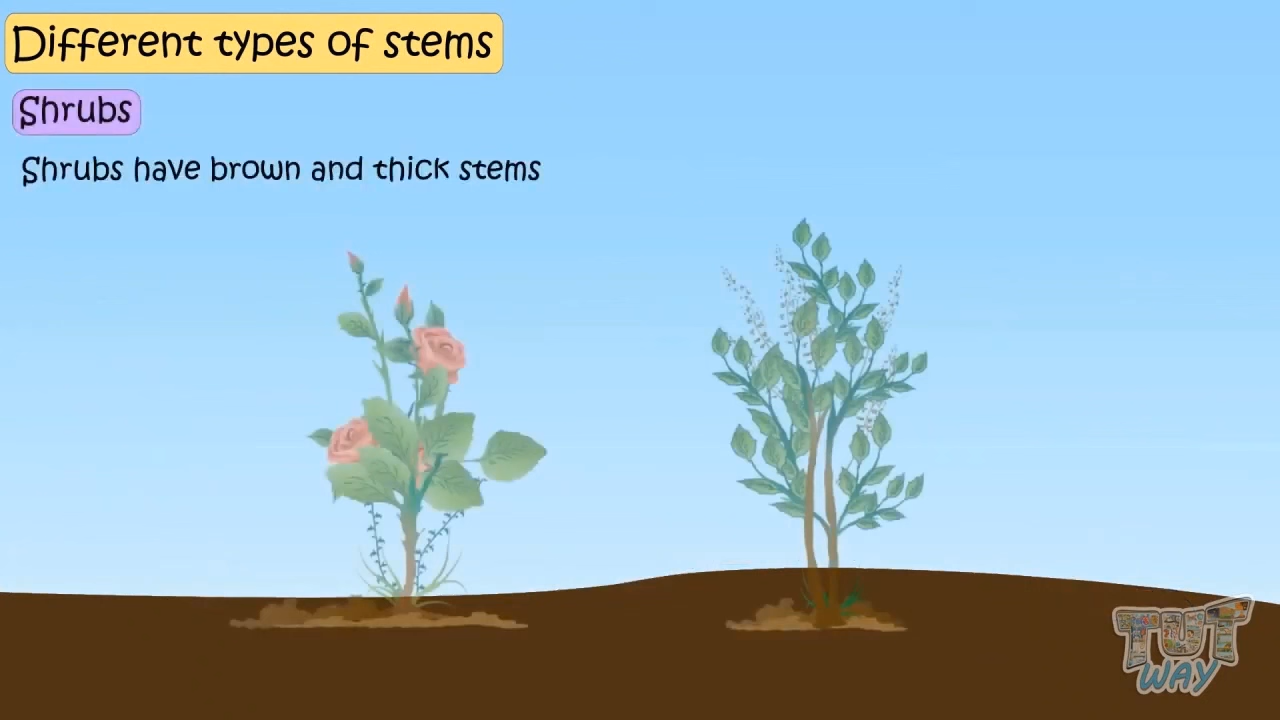 Different types of stems
Shrubs
Shrubs have brown and thick stems
TUT
WAY